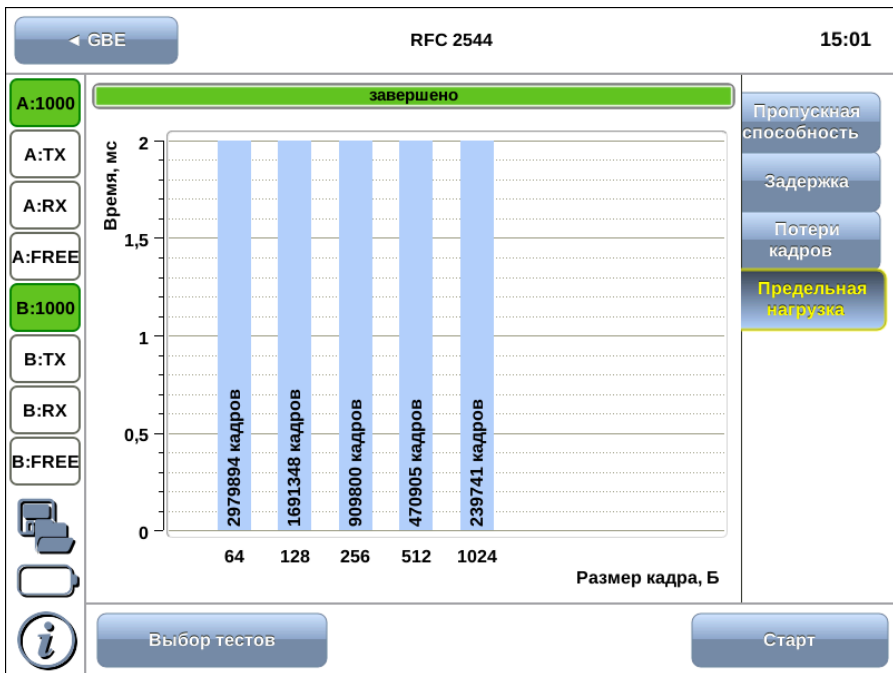 ◄ GBE
RFC 2544
15:01
A:1000
A:TX
A:RX
A:FREE
B:1000
B:TX
B:RX
B:FREE
завершено
Время, мс
2
1,5
1
0,5
0
2979894 кадров
1691348 кадров
909800 кадров
470905 кадров
239741 кадров
64
128
256
512
1024
Размер кадра, Б
Пропускная
способность
Задержка
Потери
кадров
Предельная
нагрузка
i
Выбор тестов
Старт